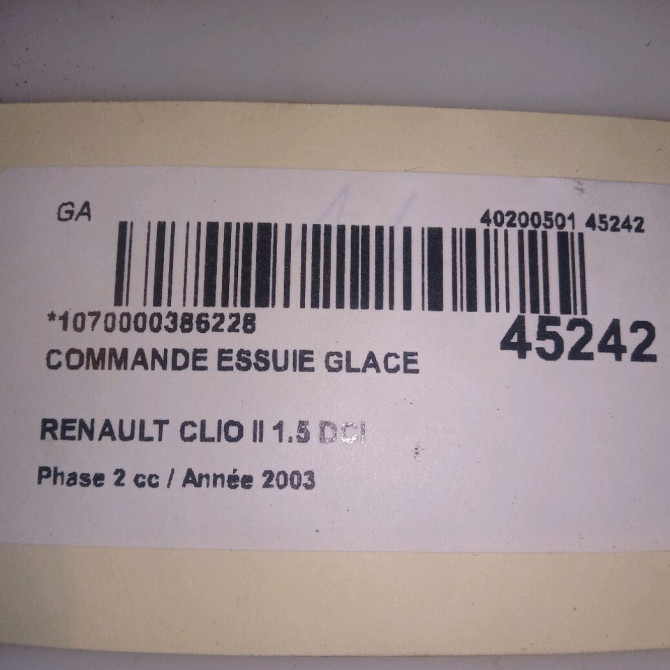 GA
40200501 45242
*1070000386228
45242
COMMANDE ESSUIE GLACE
RENAULT CLIO II 1.5 DCI
Phase 2 cc / Année 2003